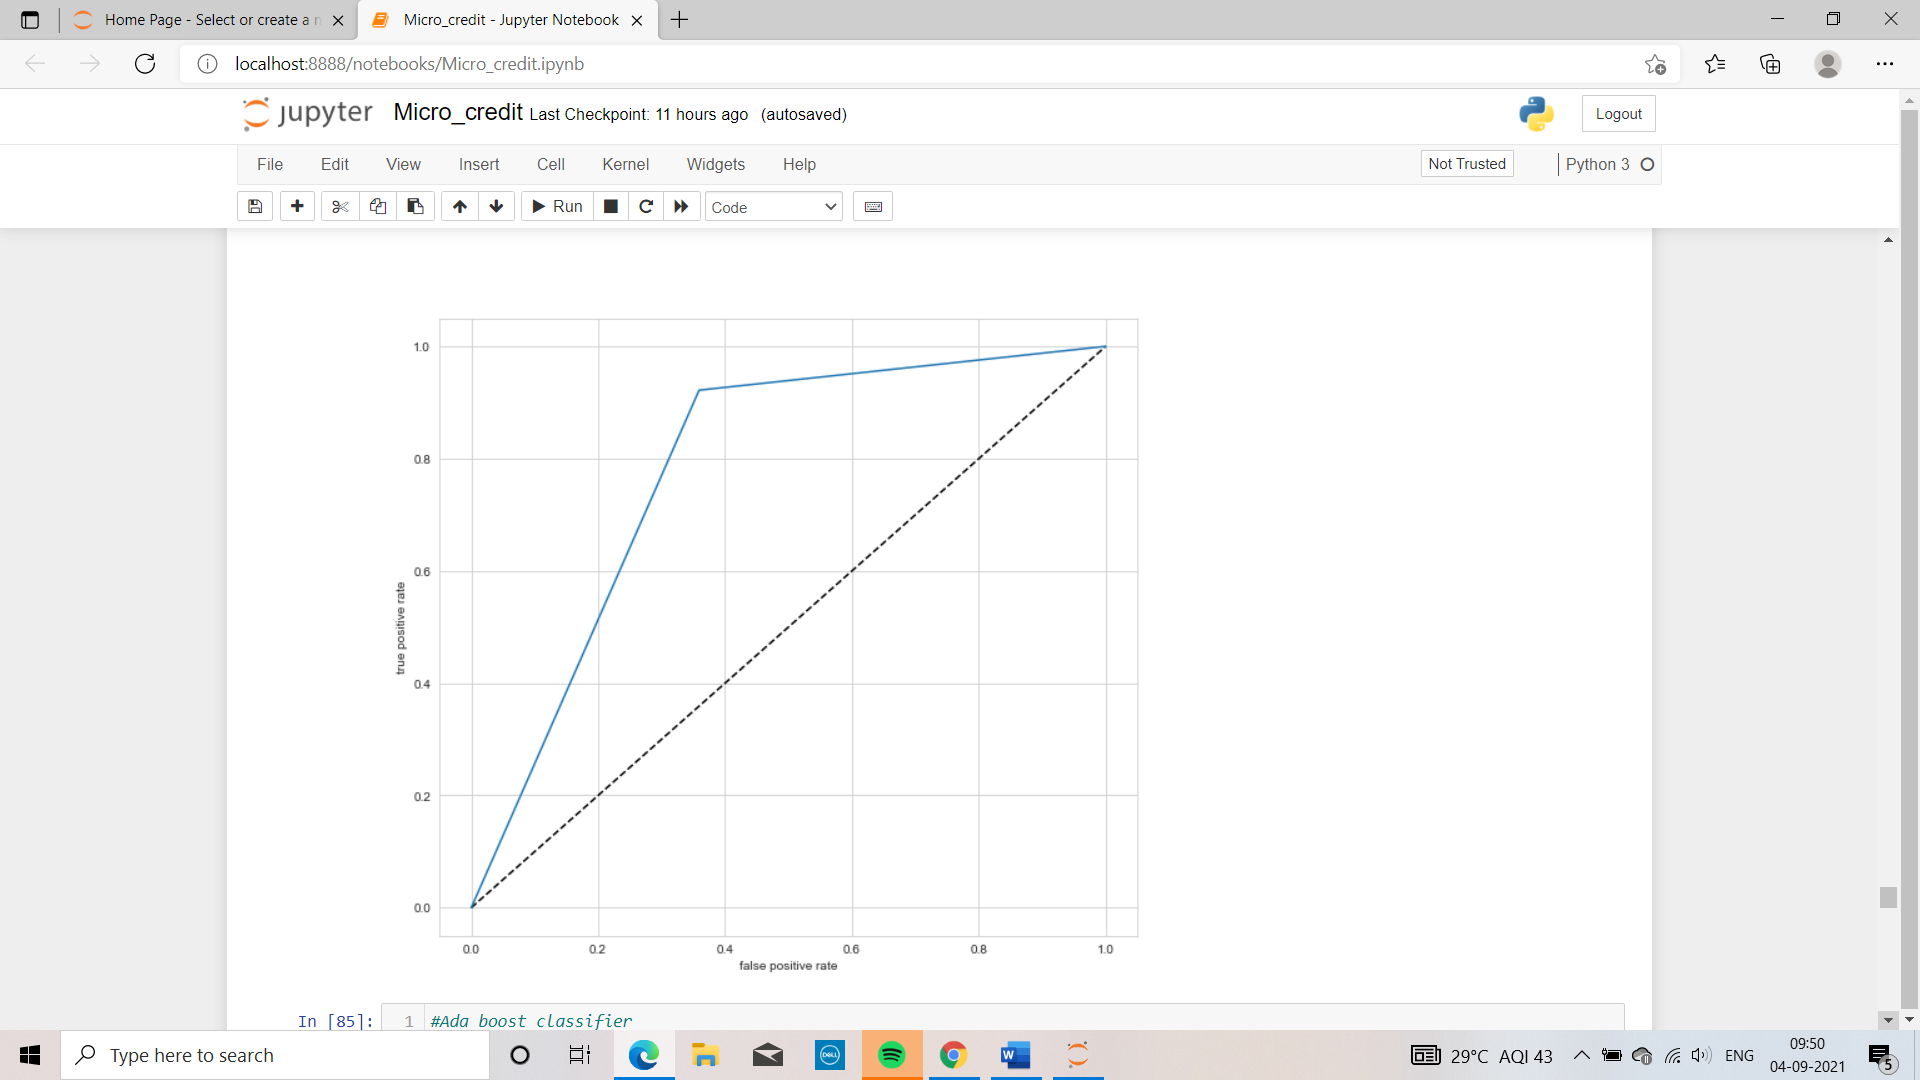 Home Page - Select or create a n
Micro_credit - Jupyter Notebook
localhost:8888/notebooks/Micro_credit.ipynb
jupyter Micro_credit Last Checkpoint: 11 hours ago (autosaved)
Logout
File Edit View Insert Cell Kernel Widgets Help
Not Trusted
Python 3
Run
Code
1.0
0.8
0.6
0.4
0.2
0.0
true positive rate
0.0 0.2 0.4 0.6 0.8 1.0
false positive rate
In [85]: 1 #Ada boost classifier
Type here to search
DELL
W
29°C AQI 43
ENG
09:50
04-09-2021
5